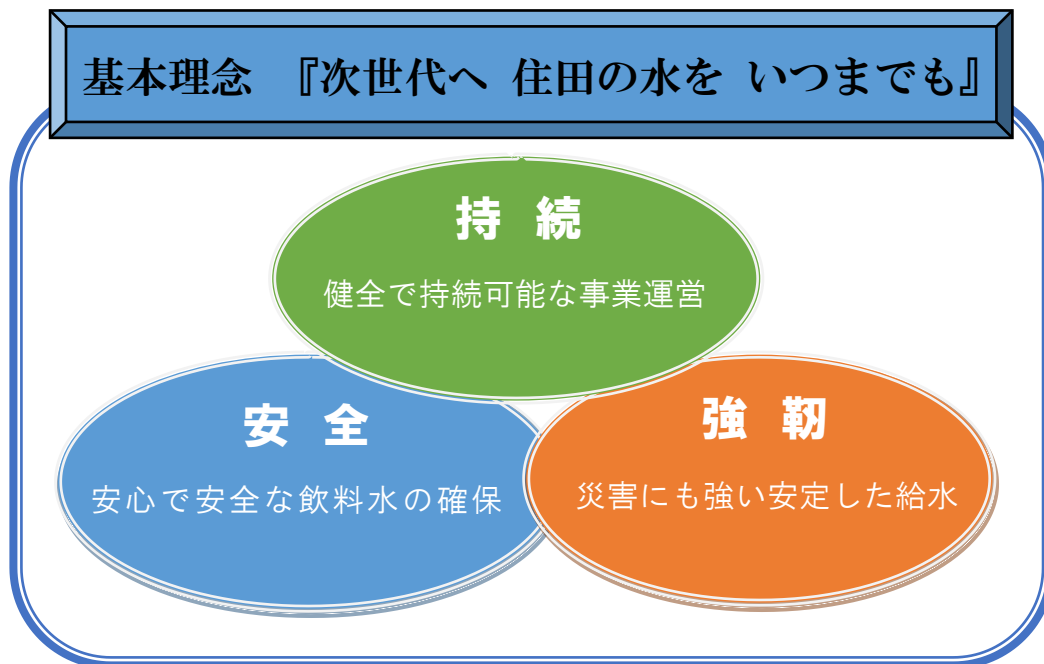 基本理念 『次世代へ 住田の水を いつまでも』
持 続
健全で持続可能な事業運営
安 全
安心で安全な飲料水の確保
強 靭
災害にも強い安定した給水